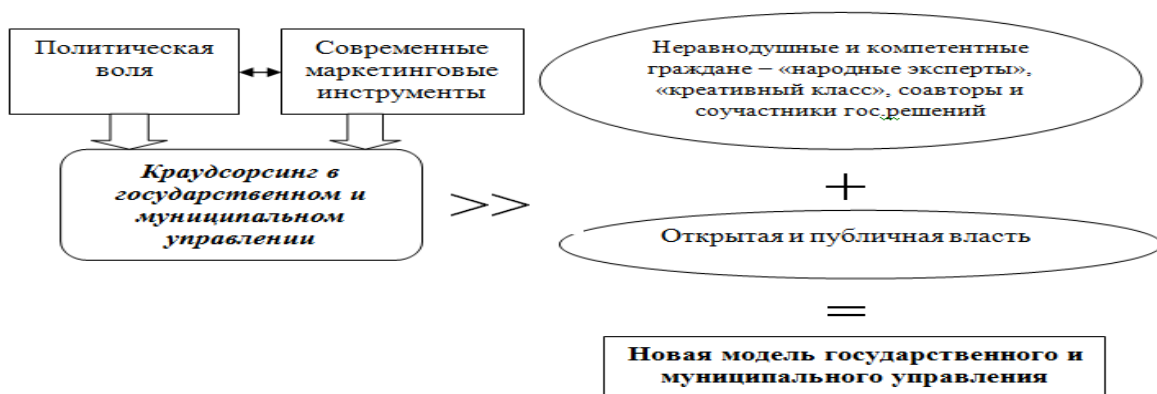 Политическая
воля
Современные
маркетинговые
инструменты
Краудсорсинг в
государственном и
муниципальном
управлении
>>
Неравнодушные и компетентные
граждане – «народные эксперты»,
«креативный класс», соавторы и
соучастники гос.решений
+
Открытая и публичная власть
=
Новая модель государственного и
муниципального управления